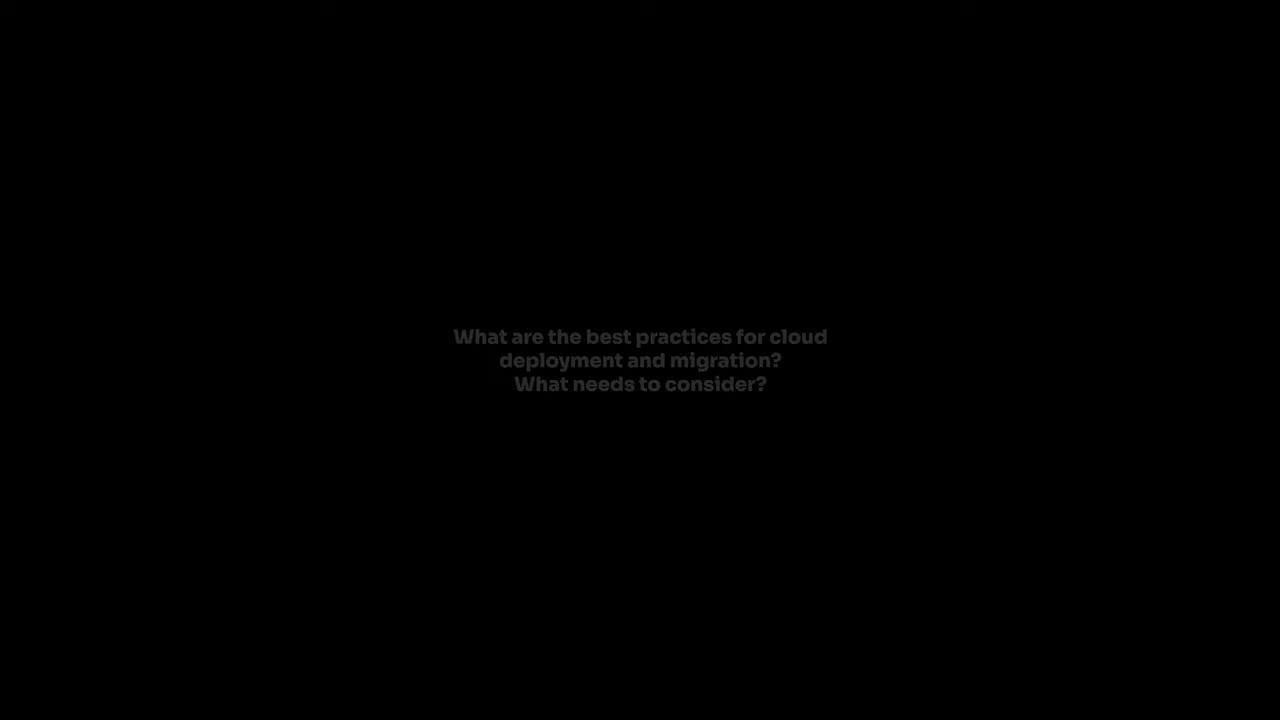 What are the best practices for cloud
deployment and migration?
What needs to consider?